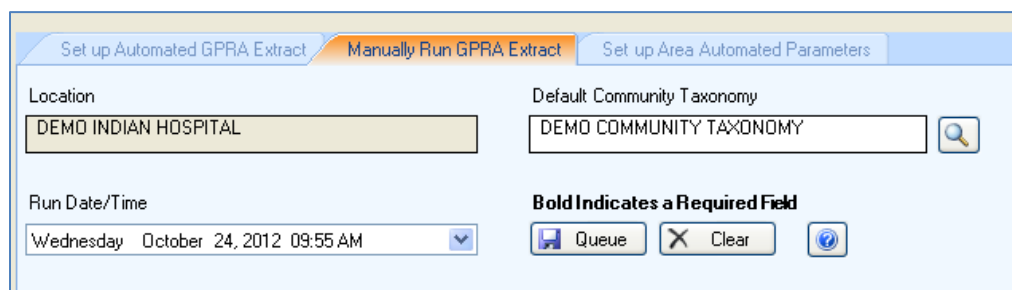 Set up Automated GPRA Extract Manually Run GPRA Extract Set up Area Automated Parameters
Location Default Community Taxonomy
DEMO INDIAN HOSPITAL DEMO COMMUNITY TAXONOMY
Run Date/Time Bold Indicates a Required Field
Wednesday October 24, 2012 09:55 AM Queue Clear ?